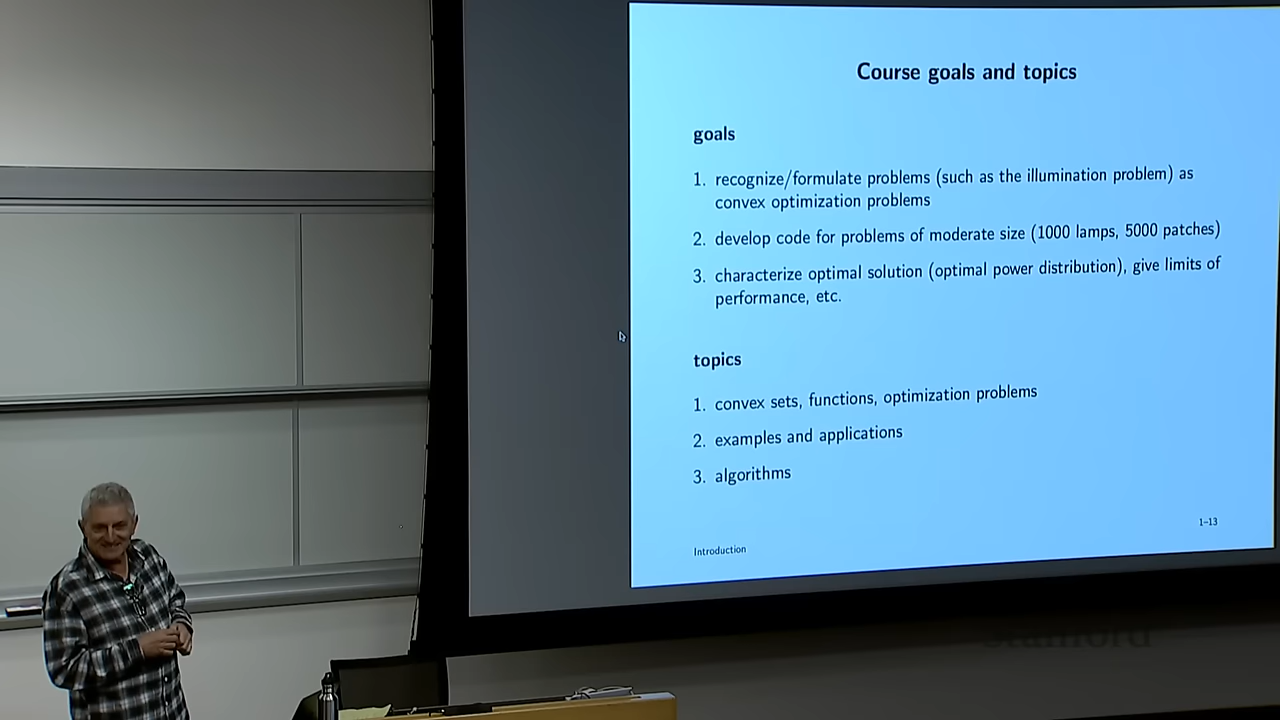 Course goals and topics
goals
1. recognize/formulate problems (such as the illumination problem) as
convex optimization problems
2. develop code for problems of moderate size (1000 lamps, 5000 patches)
3. characterize optimal solution (optimal power distribution), give limits of
performance, etc.
topics
1. convex sets, functions, optimization problems
2. examples and applications
3. algorithms
1–13
Introduction
Stanford